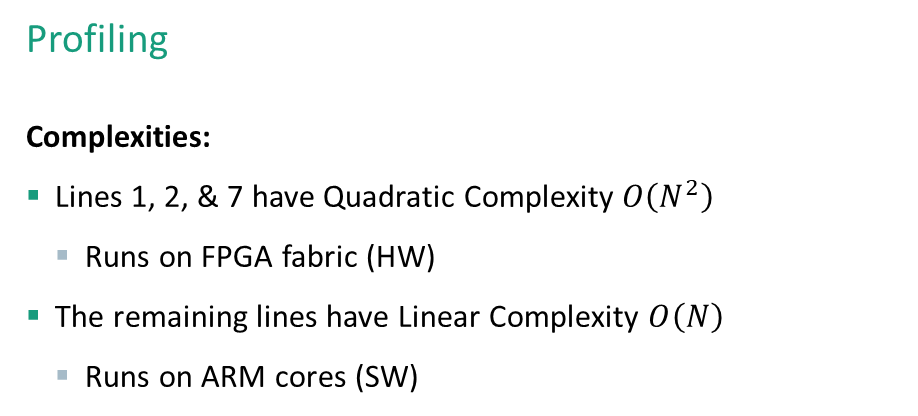 Profiling
Complexities:
▪ Lines 1, 2, & 7 have Quadratic Complexity O(N²)
▪ Runs on FPGA fabric (HW)
▪ The remaining lines have Linear Complexity O(N)
▪ Runs on ARM cores (SW)